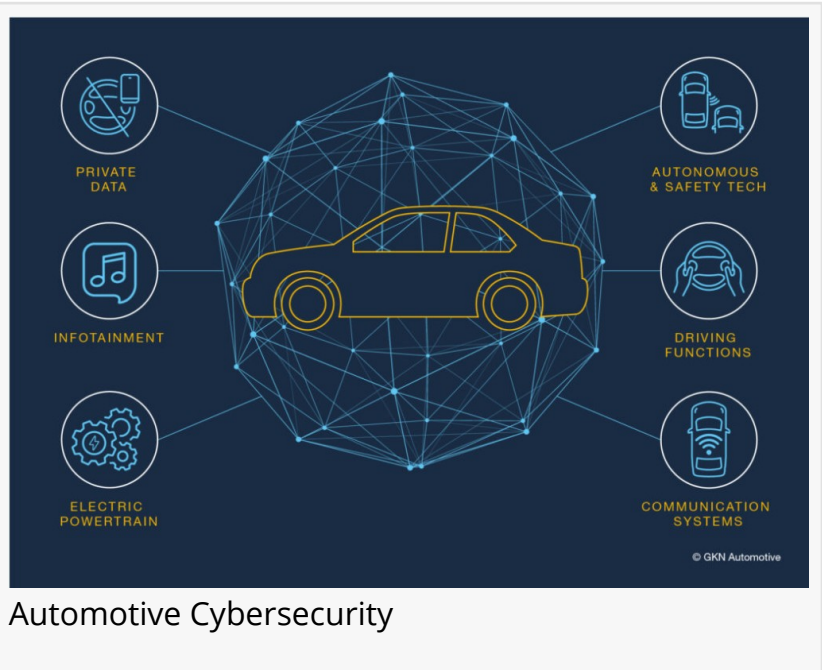 PRIVATE
DATA
AUTONOMOUS
& SAFETY TECH
INFOTAINMENT
DRIVING
FUNCTIONS
ELECTRIC
POWERTRAIN
COMMUNICATION
SYSTEMS
© GKN Automotive
Automotive Cybersecurity